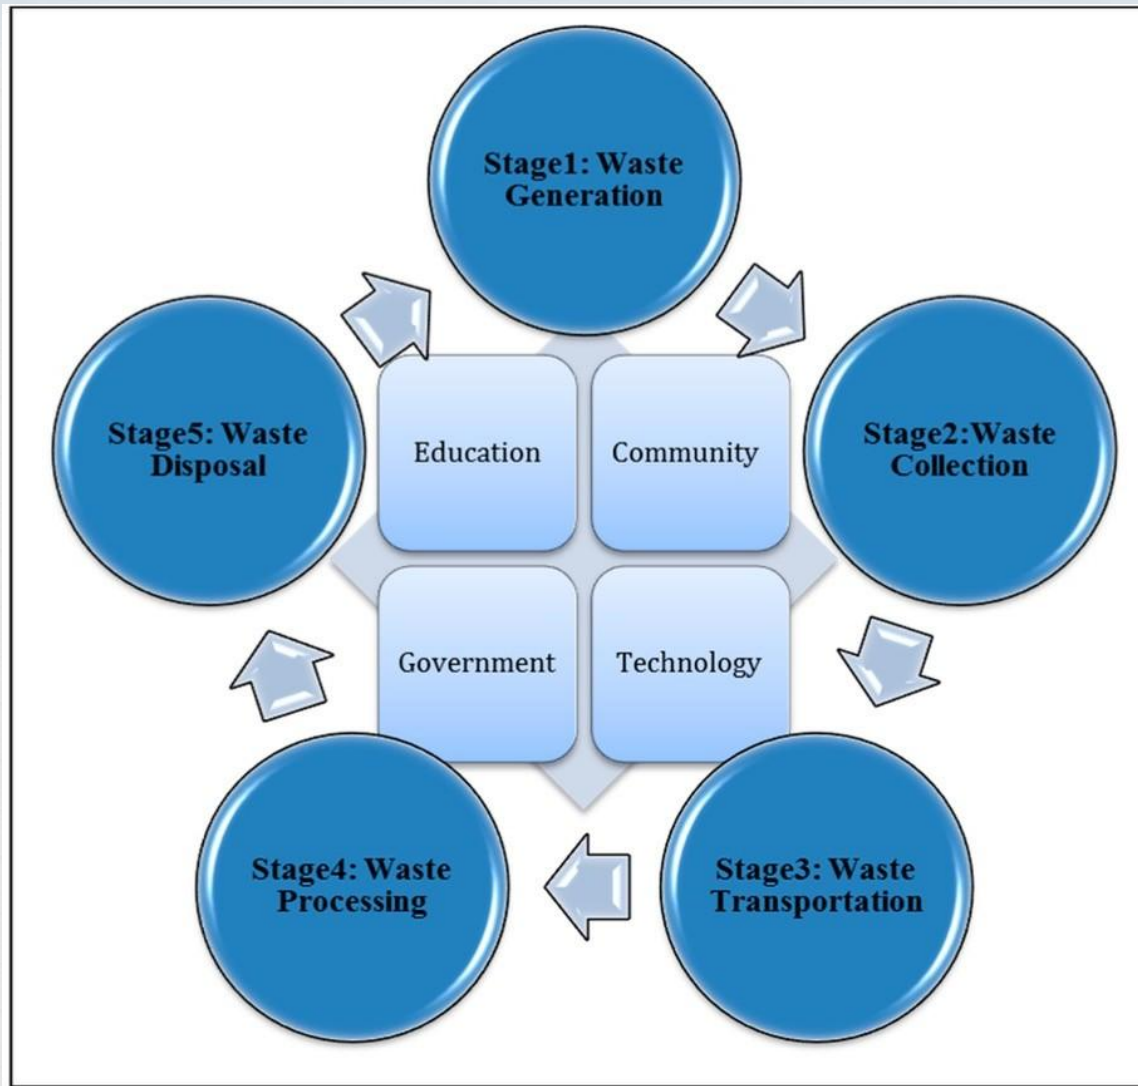 Stage1: Waste
Generation
Stage5: Waste
Disposal
Education
Community
Stage2:Waste
Collection
Government
Technology
Stage4: Waste
Processing
Stage3: Waste
Transportation